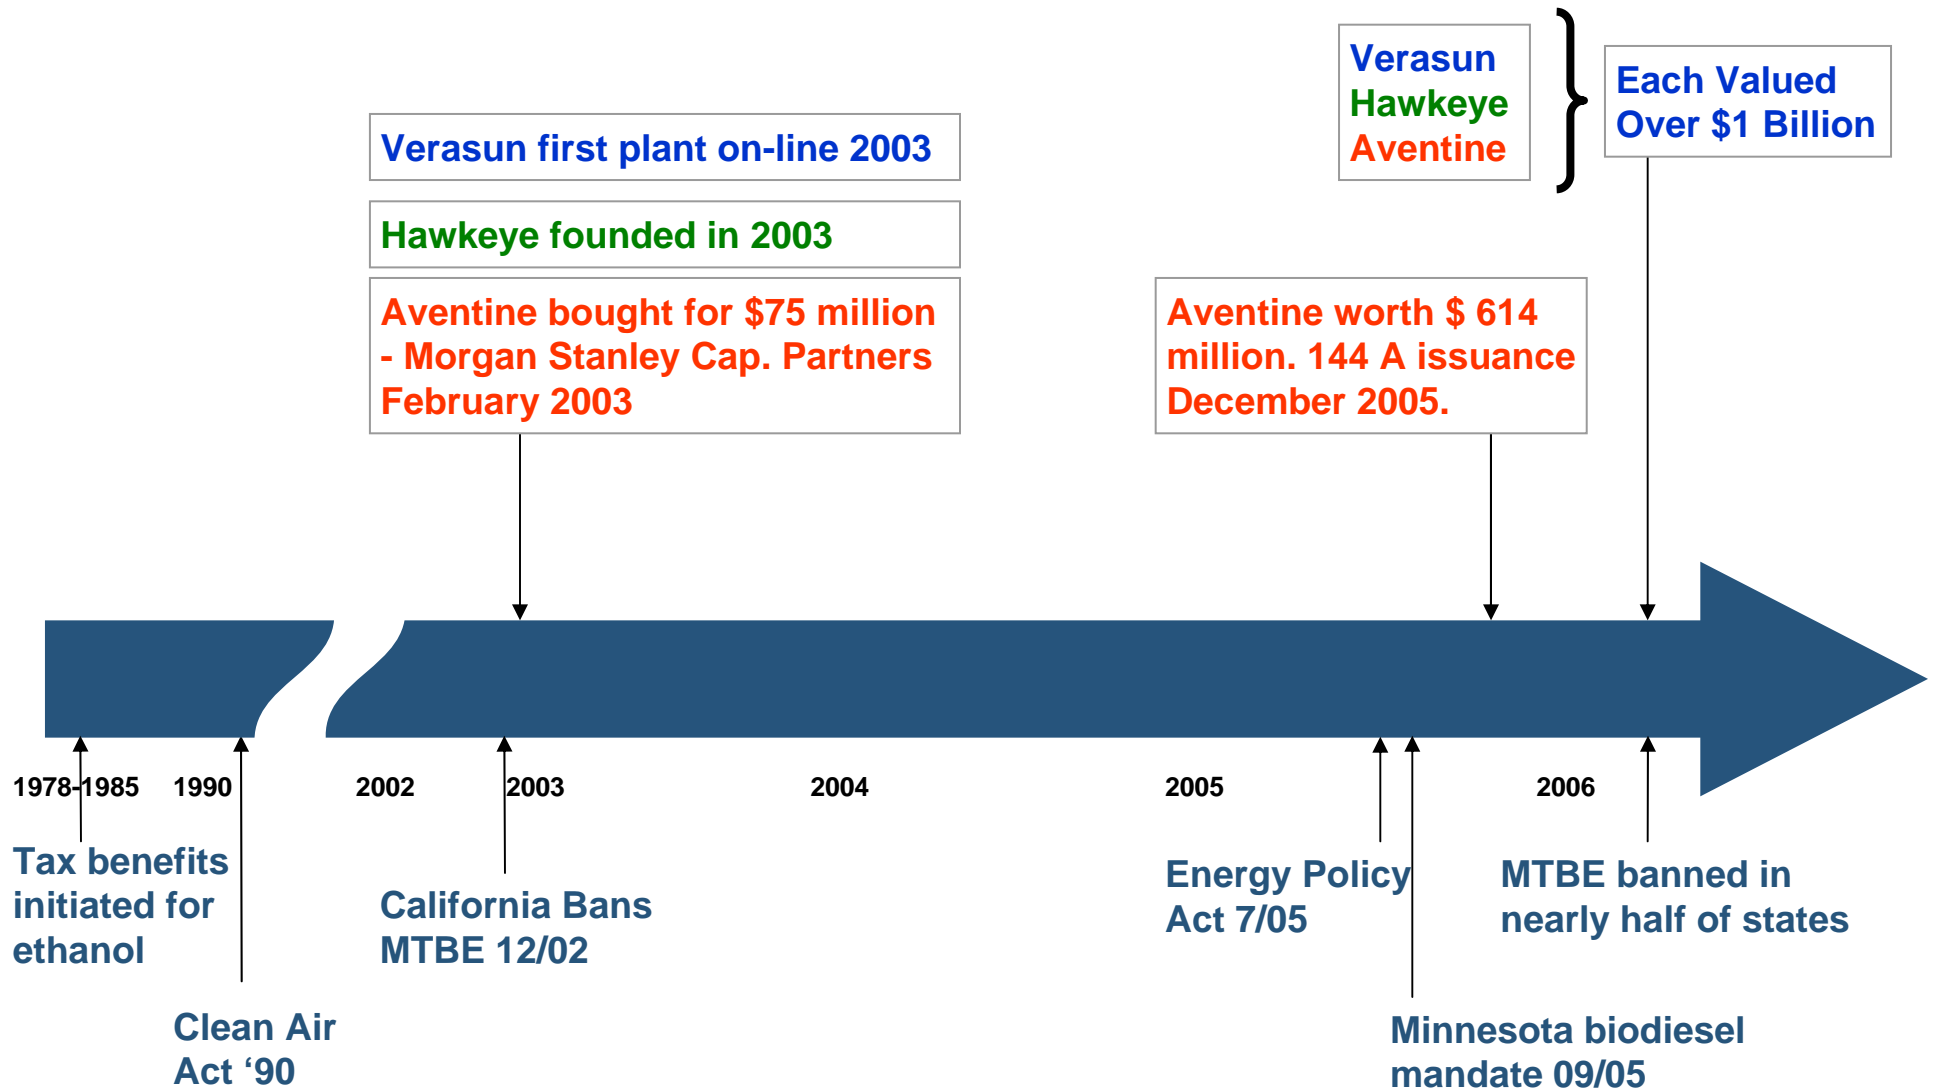 Verasun
Hawkeye
Aventine
Each Valued
Over $1 Billion
Verasun first plant on-line 2003
Hawkeye founded in 2003
Aventine bought for $75 million
- Morgan Stanley Cap. Partners
February 2003
Aventine worth $ 614
million. 144 A issuance
December 2005.
1978-1985 1990 2002 2003 2004 2005 2006
Tax benefits
initiated for
ethanol
Clean Air
Act ‘90
California Bans
MTBE 12/02
Energy Policy
Act 7/05
Minnesota biodiesel
mandate 09/05
MTBE banned in
nearly half of states